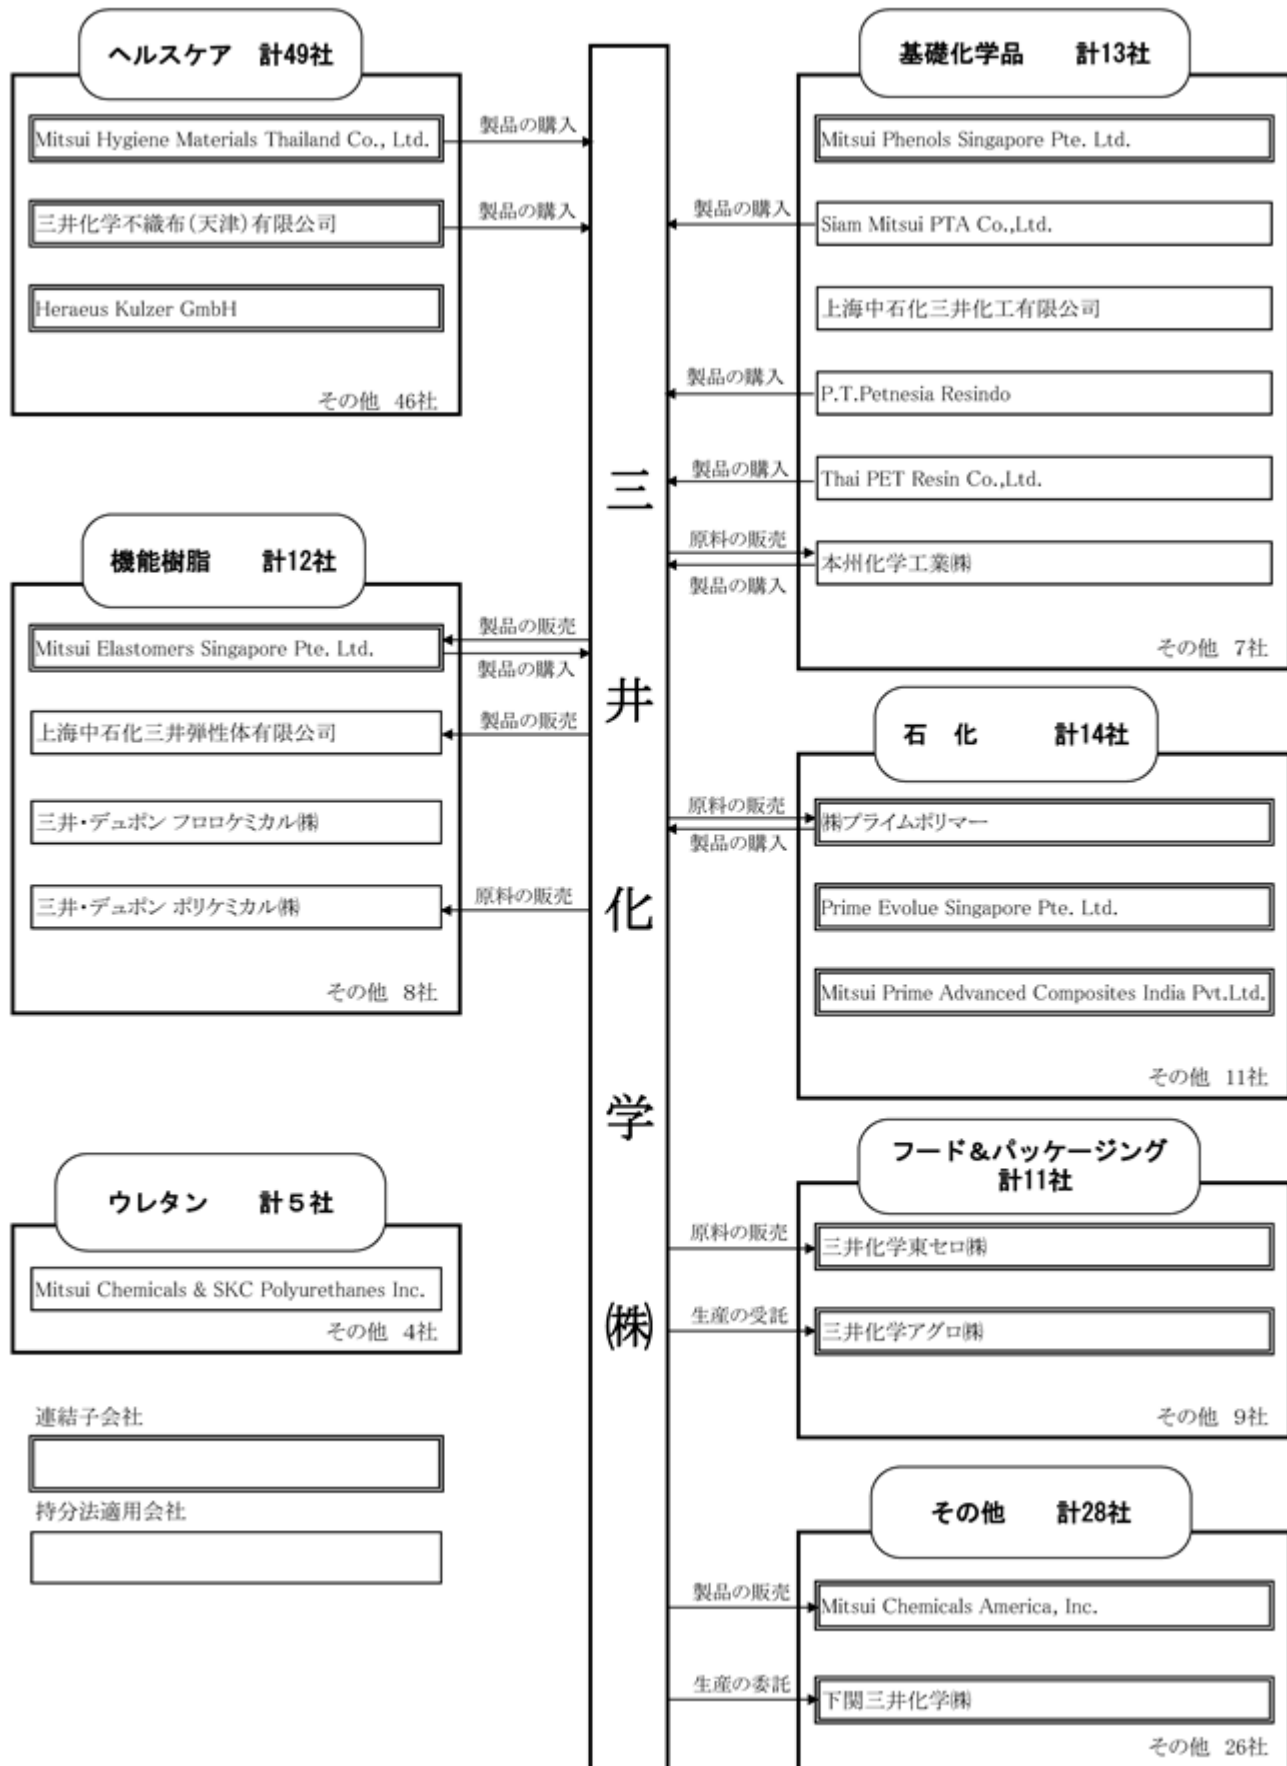 ヘルスケア　計49社
Mitsui Hygiene Materials Thailand Co., Ltd.
製品の購入
三井化学不織布(天津)有限公司
製品の購入
Heraeus Kulzer GmbH
その他 46社
機能樹脂　計12社
Mitsui Elastomers Singapore Pte. Ltd.
製品の販売
製品の購入
上海中石化三井弾性体有限公司
製品の販売
三井・デュポン フロロケミカル㈱
三井・デュポン ポリケミカル㈱
原料の販売
その他 8社
ウレタン　計５社
Mitsui Chemicals & SKC Polyurethanes Inc.
その他 4社
連結子会社
持分法適用会社
三井化学㈱
基礎化学品　計13社
Mitsui Phenols Singapore Pte. Ltd.
製品の購入
Siam Mitsui PTA Co.,Ltd.
上海中石化三井化工有限公司
製品の購入
P.T.Petnesia Resindo
製品の購入
Thai PET Resin Co.,Ltd.
原料の販売
製品の購入
本州化学工業㈱
その他 7社
石　化　計14社
原料の販売
製品の購入
㈱プライムポリマー
Prime Evolue Singapore Pte. Ltd.
Mitsui Prime Advanced Composites India Pvt.Ltd.
その他 11社
フード＆パッケージング
計11社
原料の販売
三井化学東セロ㈱
生産の受託
三井化学アグロ㈱
その他 9社
その他　計28社
製品の販売
Mitsui Chemicals America, Inc.
生産の委託
下関三井化学㈱
その他 26社